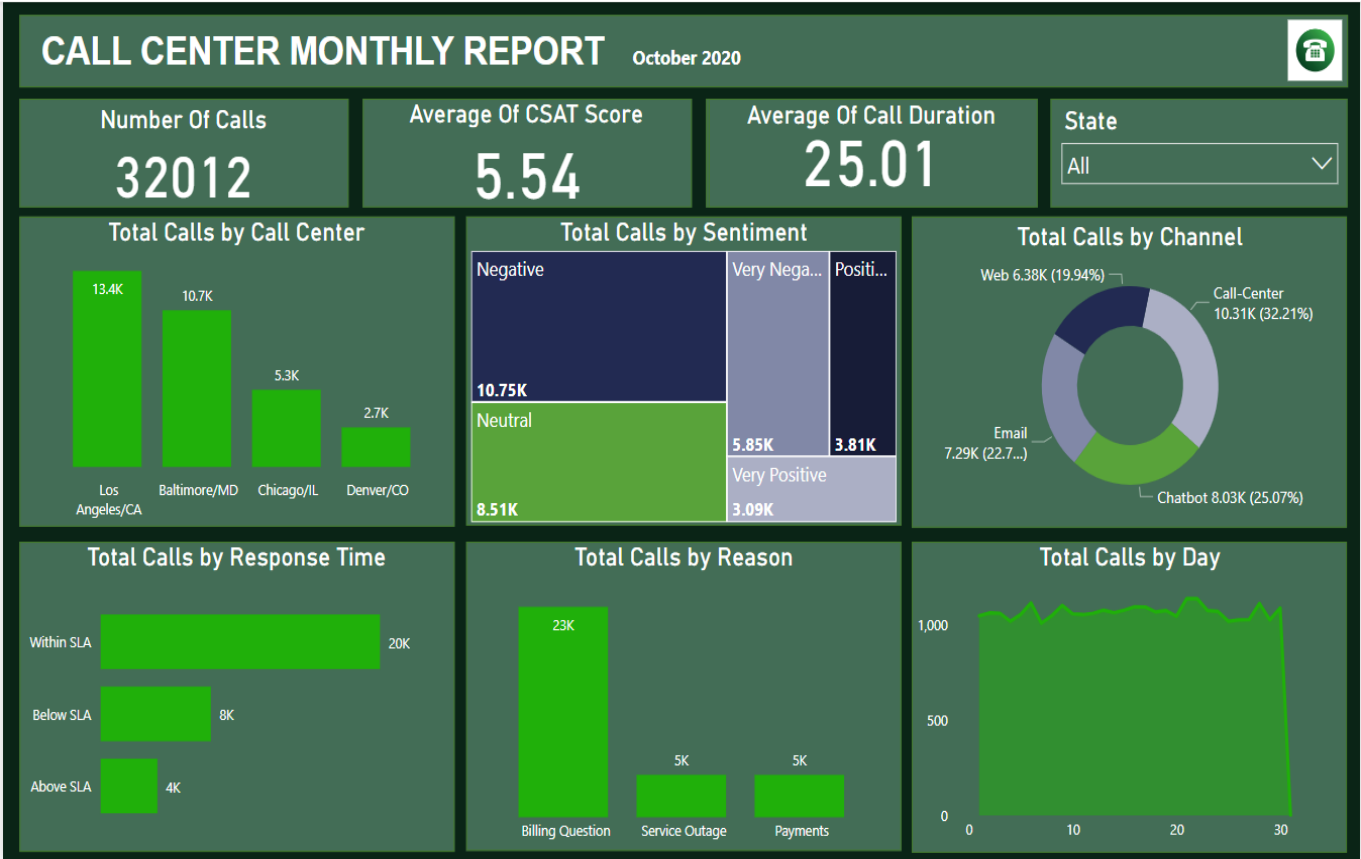 CALL CENTER MONTHLY REPORT October 2020
Number Of Calls
32012
Average Of CSAT Score
5.54
Average Of Call Duration
25.01
State
All
Total Calls by Call Center
13.4K
10.7K
5.3K
2.7K
Los
Angeles/CA
Baltimore/MD
Chicago/IL
Denver/CO
Total Calls by Sentiment
Negative
10.75K
Neutral
8.51K
Very Nega...
5.85K
Positi...
3.81K
Very Positive
3.09K
Total Calls by Channel
Web 6.38K (19.94%)
Call-Center
10.31K (32.21%)
Email
7.29K (22.7...)
Chatbot 8.03K (25.07%)
Total Calls by Response Time
Within SLA
20K
Below SLA
8K
Above SLA
4K
Total Calls by Reason
23K
5K
5K
Billing Question
Service Outage
Payments
Total Calls by Day
1,000
500
0
0
10
20
30